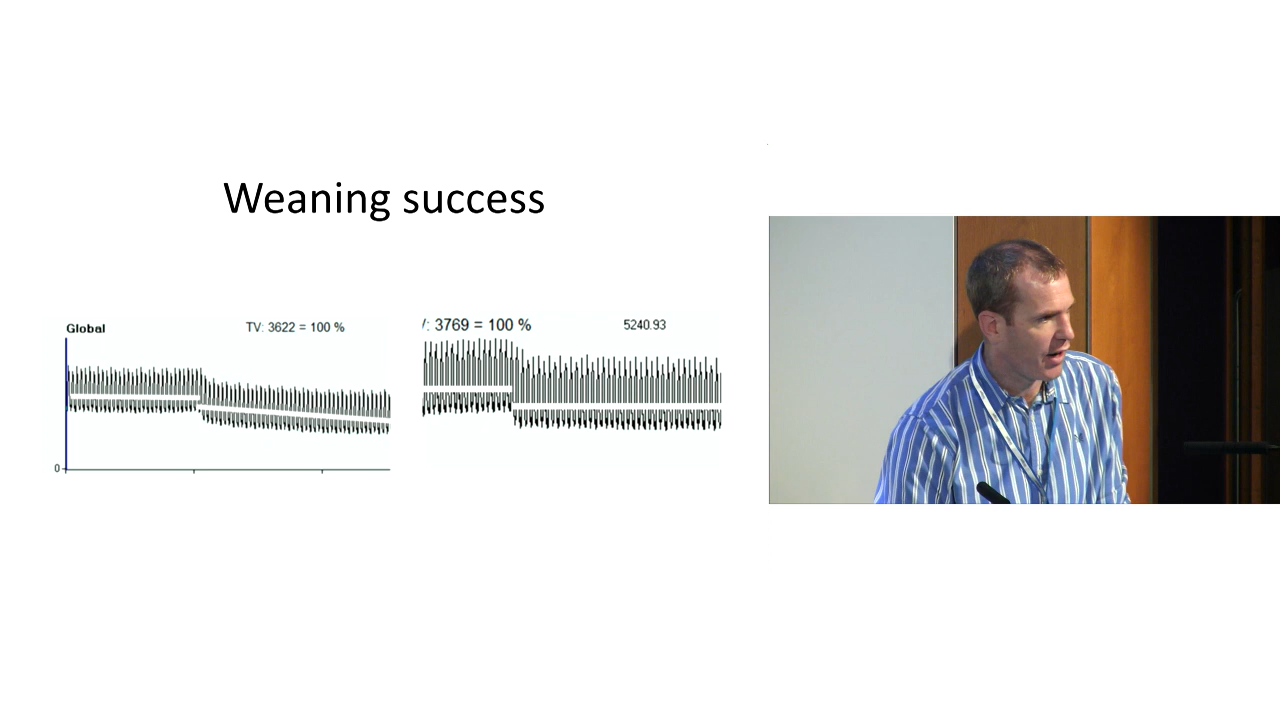 Weaning success
Global
TV: 3622 = 100 %
0
/: 3769 = 100 %
5240.93